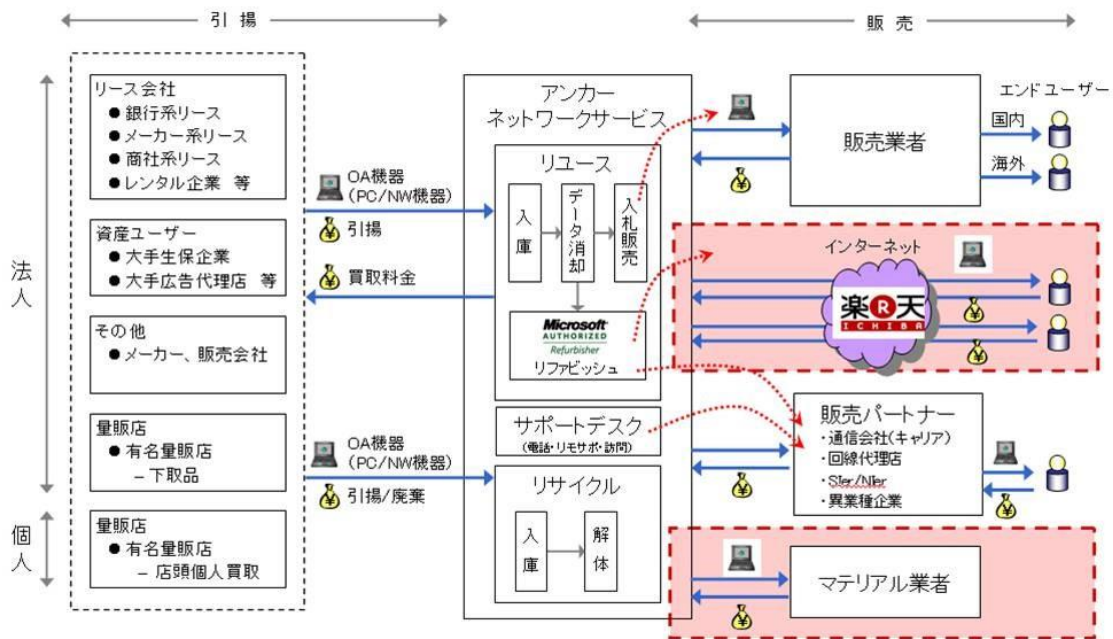 引 揚
販 売
法人
個人
リース会社
● 銀行系リース
● メーカー系リース
● 商社系リース
● レンタル企業 等
資産ユーザー
● 大手生保企業
● 大手広告代理店 等
その他
● メーカー、販売会社
量販店
● 有名量販店
– 下取品
量販店
● 有名量販店
– 店頭個人買取
OA機器
(PC/NW機器)
¥ 引揚
¥ 買取料金
OA機器
(PC/NW機器)
¥ 引揚/廃棄
アンカー
ネットワークサービス
リユース
入庫
データ消却
入札販売
Microsoft
AUTHORIZED
Refurbisher
リファビッシュ
サポートデスク
(電話・リモサポ・訪問)
リサイクル
入庫
解体
¥
販売業者
エンドユーザー
国内
海外
インターネット
楽R天
ICHIBA
¥
¥
販売パートナー
・通信会社(キャリア)
・回線代理店
・SIer/NIer
・異業種企業
¥
¥
マテリアル業者
¥